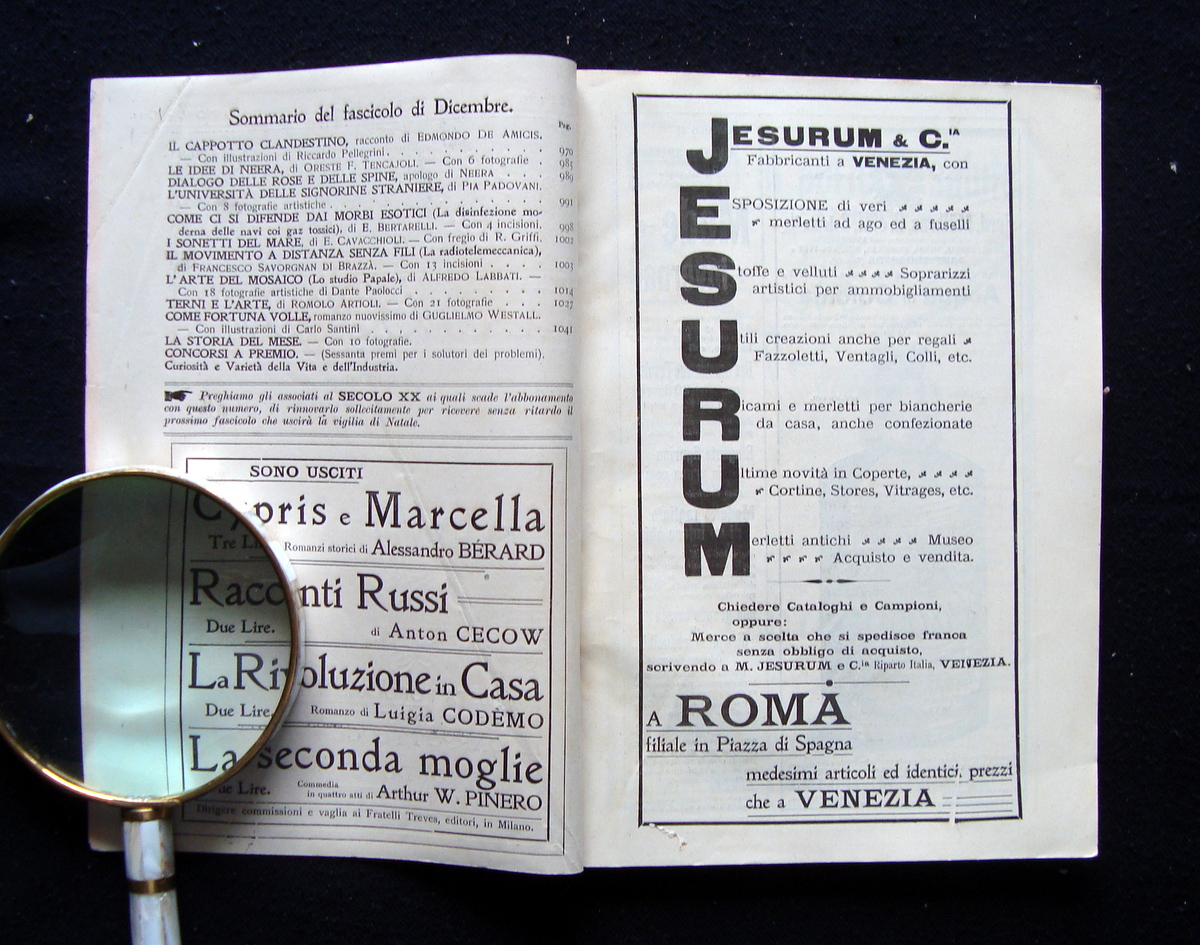 Sommario del fascicolo di Dicembre.
Pag.
IL CAPPOTTO CLANDESTINO, racconto di EDMONDO DE AMICIS.
— Con illustrazioni di Riccardo Pellegrini. . . . . . . . . . . 970
LE IDEE DI NEERA, di ORESTE F. TENCAJOLI. — Con 6 fotografie . 985
DIALOGO DELLE ROSE E DELLE SPINE, apologo di NEERA . . . 989
L'UNIVERSITÀ DELLE SIGNORINE STRANIERE, di PIA PADOVANI.
— Con 8 fotografie artistiche . . . . . . . . . . . . 991
COME CI SI DIFENDE DAI MORBI ESOTICI (La disinfezione mo-
derna delle navi coi gaz tossici), di E. BERTARELLI. — Con 4 incisioni. 998
I SONETTI DEL MARE, di E. CAVACCHIOLI. — Con fregio di R. Griffi. 1002
IL MOVIMENTO A DISTANZA SENZA FILI (La radiotelemeccanica),
di FRANCESCO SAVORGNAN DI BRAZZÀ. — Con 13 incisioni . . . . 1003
L'ARTE DEL MOSAICO (Lo studio Papale), di ALFREDO LABBATI. —
Con 18 fotografie artistiche di Dante Paolocci . . . . . . . . 1014
TERNI E L'ARTE, di ROMOLO ARTIOLI. — Con 21 fotografie . . . 1027
COME FORTUNA VOLLE, romanzo nuovissimo di GUGLIELMO WESTALL.
— Con illustrazioni di Carlo Santini . . . . . . . . . . . 1041
LA STORIA DEL MESE. — Con 10 fotografie.
CONCORSI A PREMIO. — (Sessanta premi per i solutori dei problemi).
Curiosità e Varietà della Vita e dell'Industria.
Preghiamo gli associati al SECOLO XX ai quali scade l'abbonamento
con questo numero, di rinnovarlo sollecitamente per ricevere senza ritardo il
prossimo fascicolo che uscirà la vigilia di Natale.
SONO USCITI
Cypris e Marcella
Tre Li Romanzi storici di Alessandro BÉRARD
Racconti Russi
Due Lire.
di Anton CECOW
La Rivoluzione in Casa
Due Lire. Romanzo di Luigia CODEMO
La seconda moglie
Due Lire. Commedia in quattro atti di Arthur W. PINERO
Dirigere commissioni e vaglia ai Fratelli Treves, editori, in Milano.
JESURUM & C.IA
Fabbricanti a VENEZIA, con
ESPOSIZIONE di veri
merletti ad ago ed a fuselli
Stoffe e velluti Soprarizzi
artistici per ammobigliamenti
Utili creazioni anche per regali
Fazzoletti, Ventagli, Colli, etc.
Ricami e merletti per biancherie
da casa, anche confezionate
Ultime novità in Coperte,
Cortine, Stores, Vitrages, etc.
Merletti antichi Museo
Acquisto e vendita.
Chiedere Cataloghi e Campioni,
oppure:
Merce a scelta che si spedisce franca
senza obbligo di acquisto,
scrivendo a M. JESURUM e C.ia Riparto Italia, VENEZIA.
A ROMA
filiale in Piazza di Spagna
medesimi articoli ed identici prezzi
che a VENEZIA